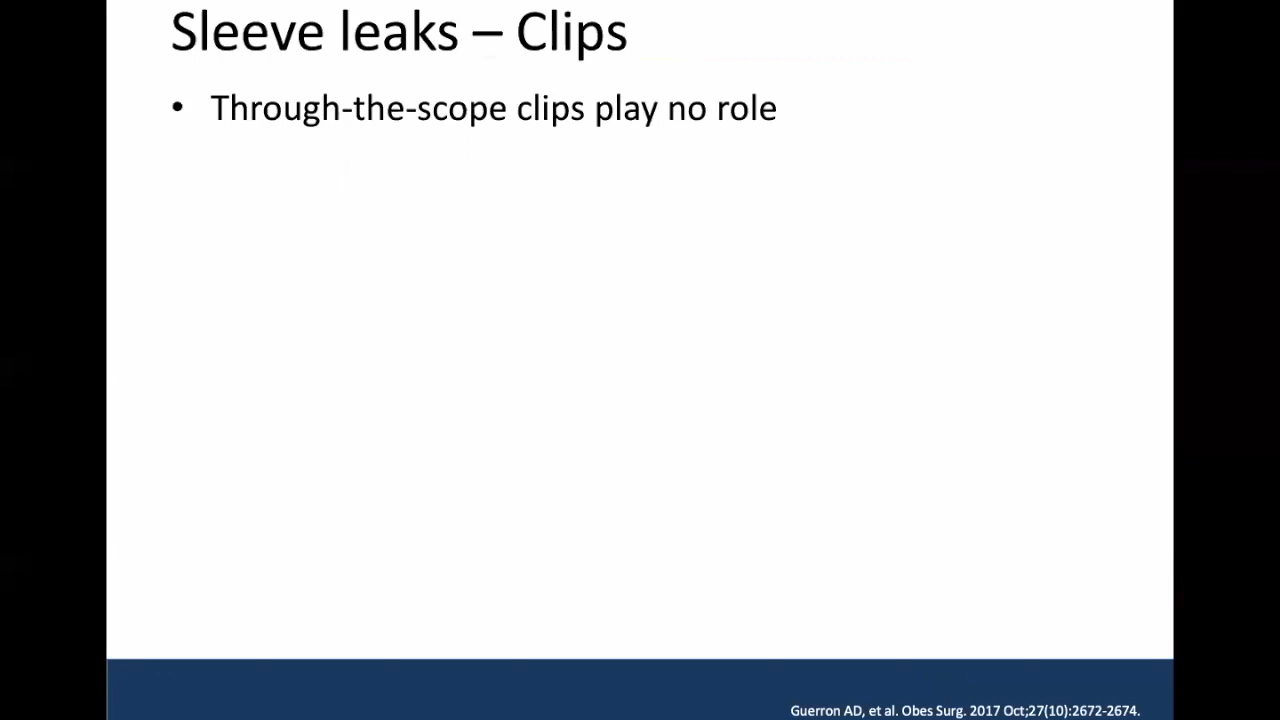 Sleeve leaks – Clips
• Through-the-scope clips play no role
Guerron AD, et al. Obes Surg. 2017 Oct;27(10):2672-2674.